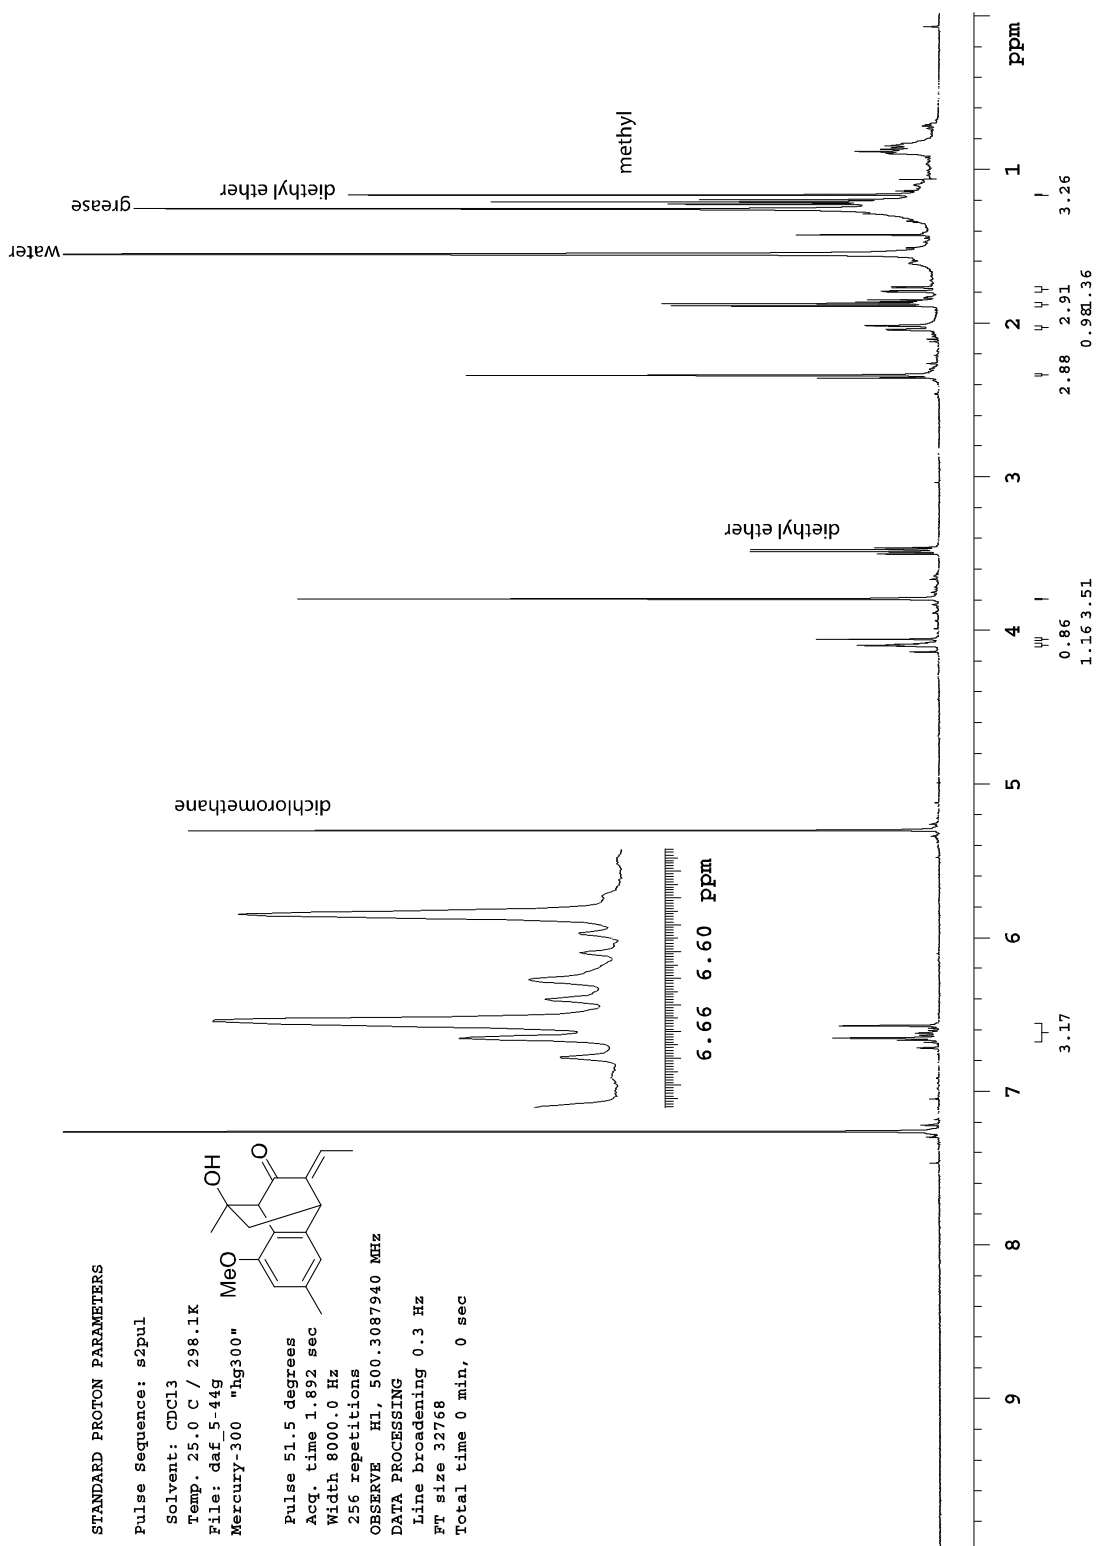 STANDARD PROTON PARAMETERS
Pulse Sequence: s2pul
Solvent: CDCl3
Temp. 25.0 C / 298.1K
File: daf_5-44g
Mercury-300 "hg300"
Pulse 51.5 degrees
Acq. time 1.892 sec
Width 8000.0 Hz
256 repetitions
OBSERVE H1, 500.3087940 MHz
DATA PROCESSING
Line broadening 0.3 Hz
FT size 32768
Total time 0 min, 0 sec
MeO
OH
O
dichloromethane
diethyl ether
water
grease
diethyl ether
methyl
6.66 6.60 ppm
9 8 7 6 5 4 3 2 1 ppm
3.17
0.86
1.16 3.51
2.88
2.91
0.98 1.36
3.26